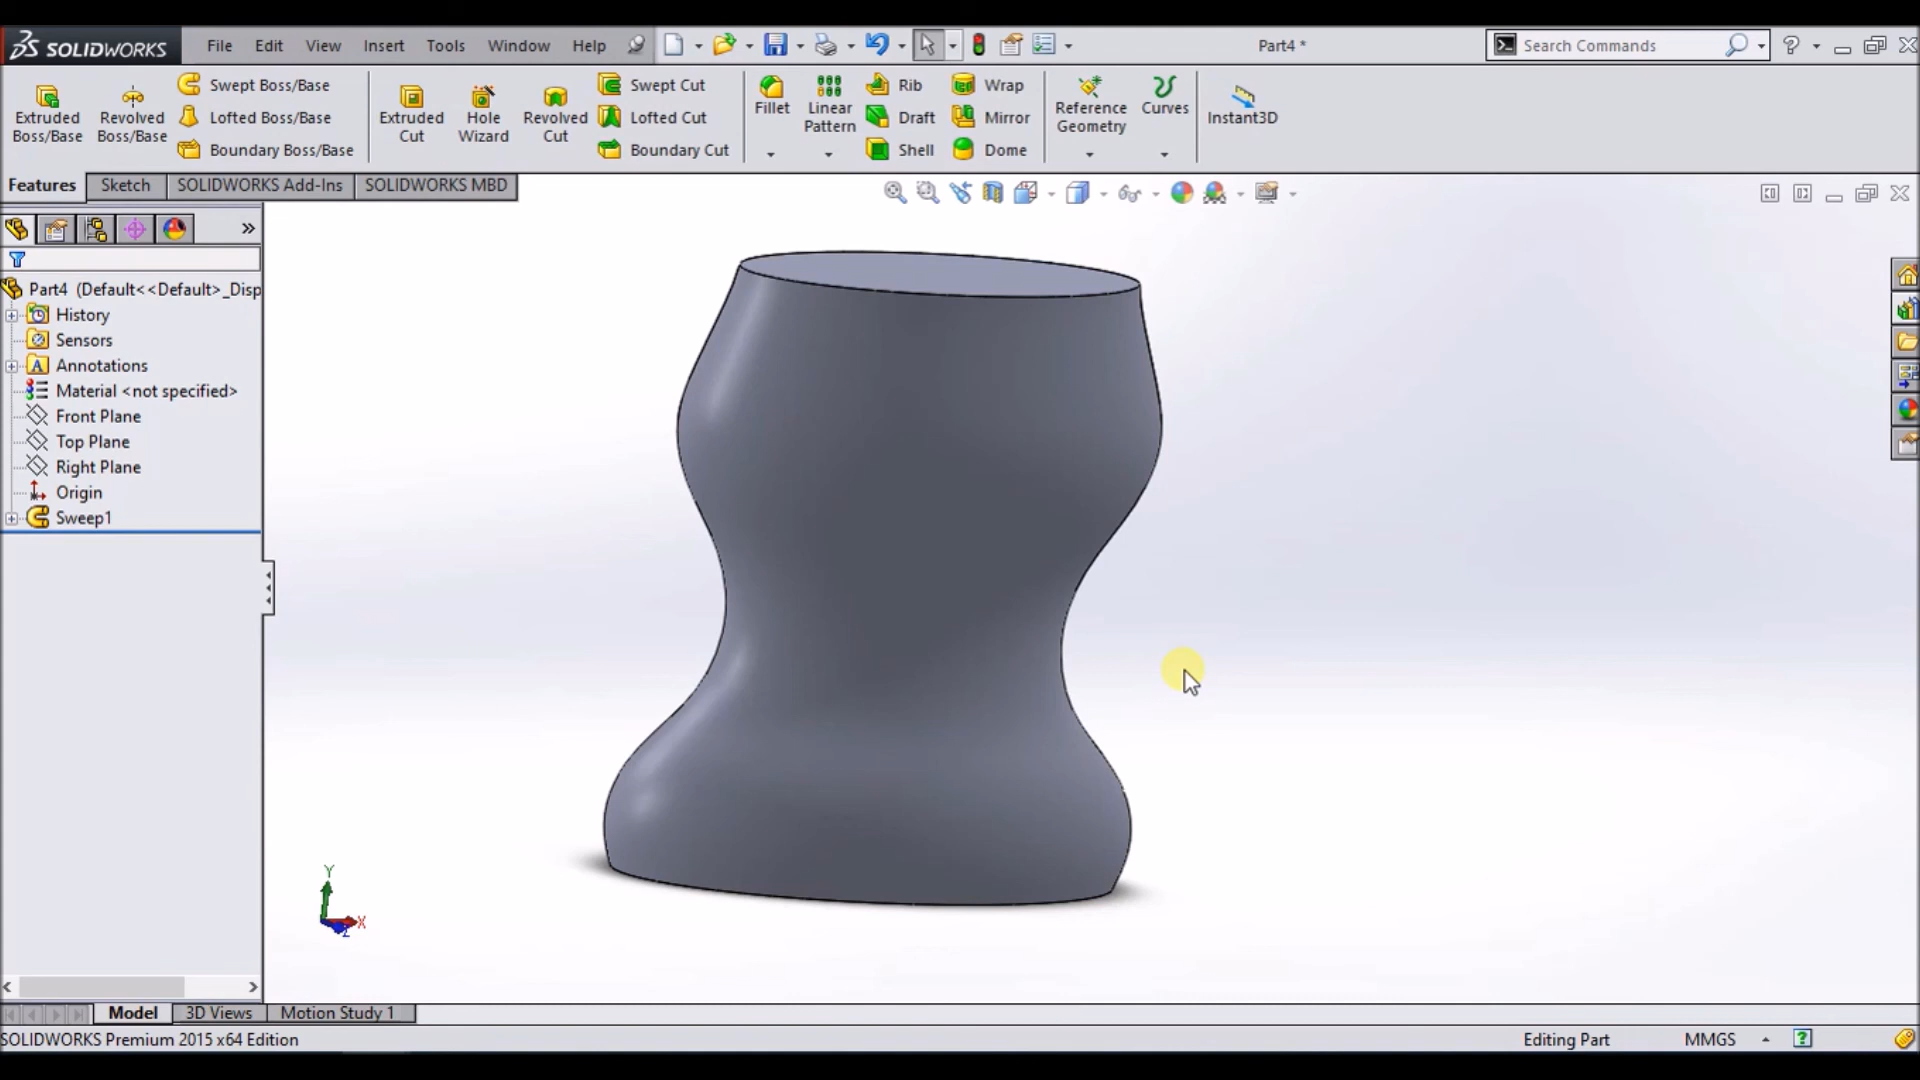 SOLIDWORKS File Edit View Insert Tools Window Help Part4 * Search Commands
Extruded Boss/Base
Revolved Boss/Base
Swept Boss/Base
Lofted Boss/Base
Boundary Boss/Base
Extruded Cut
Hole Wizard
Revolved Cut
Swept Cut
Lofted Cut
Boundary Cut
Fillet
Linear Pattern
Rib
Draft
Shell
Wrap
Mirror
Dome
Reference Geometry
Curves
Instant3D
Features Sketch SOLIDWORKS Add-Ins SOLIDWORKS MBD
Part4 (Default<<Default>_Disp
History
Sensors
Annotations
Material <not specified>
Front Plane
Top Plane
Right Plane
Origin
Sweep1
Y
X
Z
Model 3D Views Motion Study 1
SOLIDWORKS Premium 2015 x64 Edition Editing Part MMGS